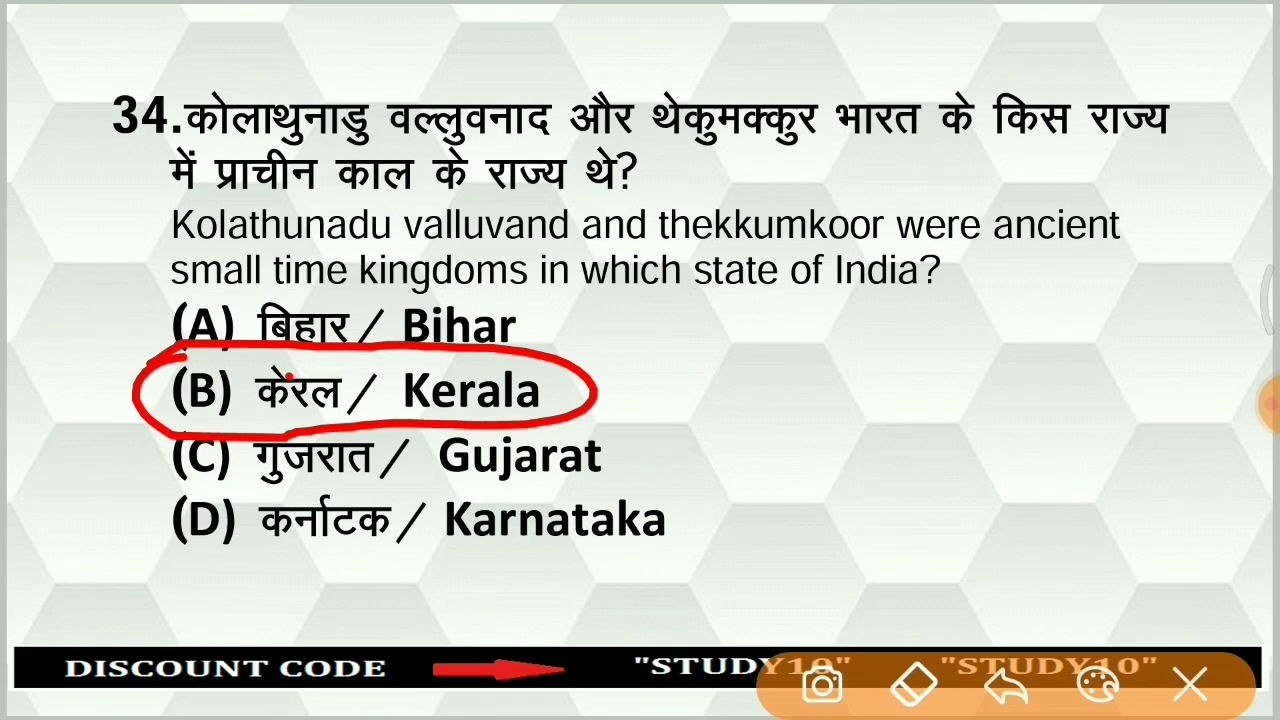 34.कोलाथुनाडु वल्लुवनाद और थेकुमक्कुर भारत के किस राज्य
में प्राचीन काल के राज्य थे?
Kolathunadu valluvand and thekkumkoor were ancient
small time kingdoms in which state of India?
(A) बिहार / Bihar
(B) केरल / Kerala
(C) गुजरात / Gujarat
(D) कर्नाटक / Karnataka
DISCOUNT CODE "STUDY10" "STUDY10"